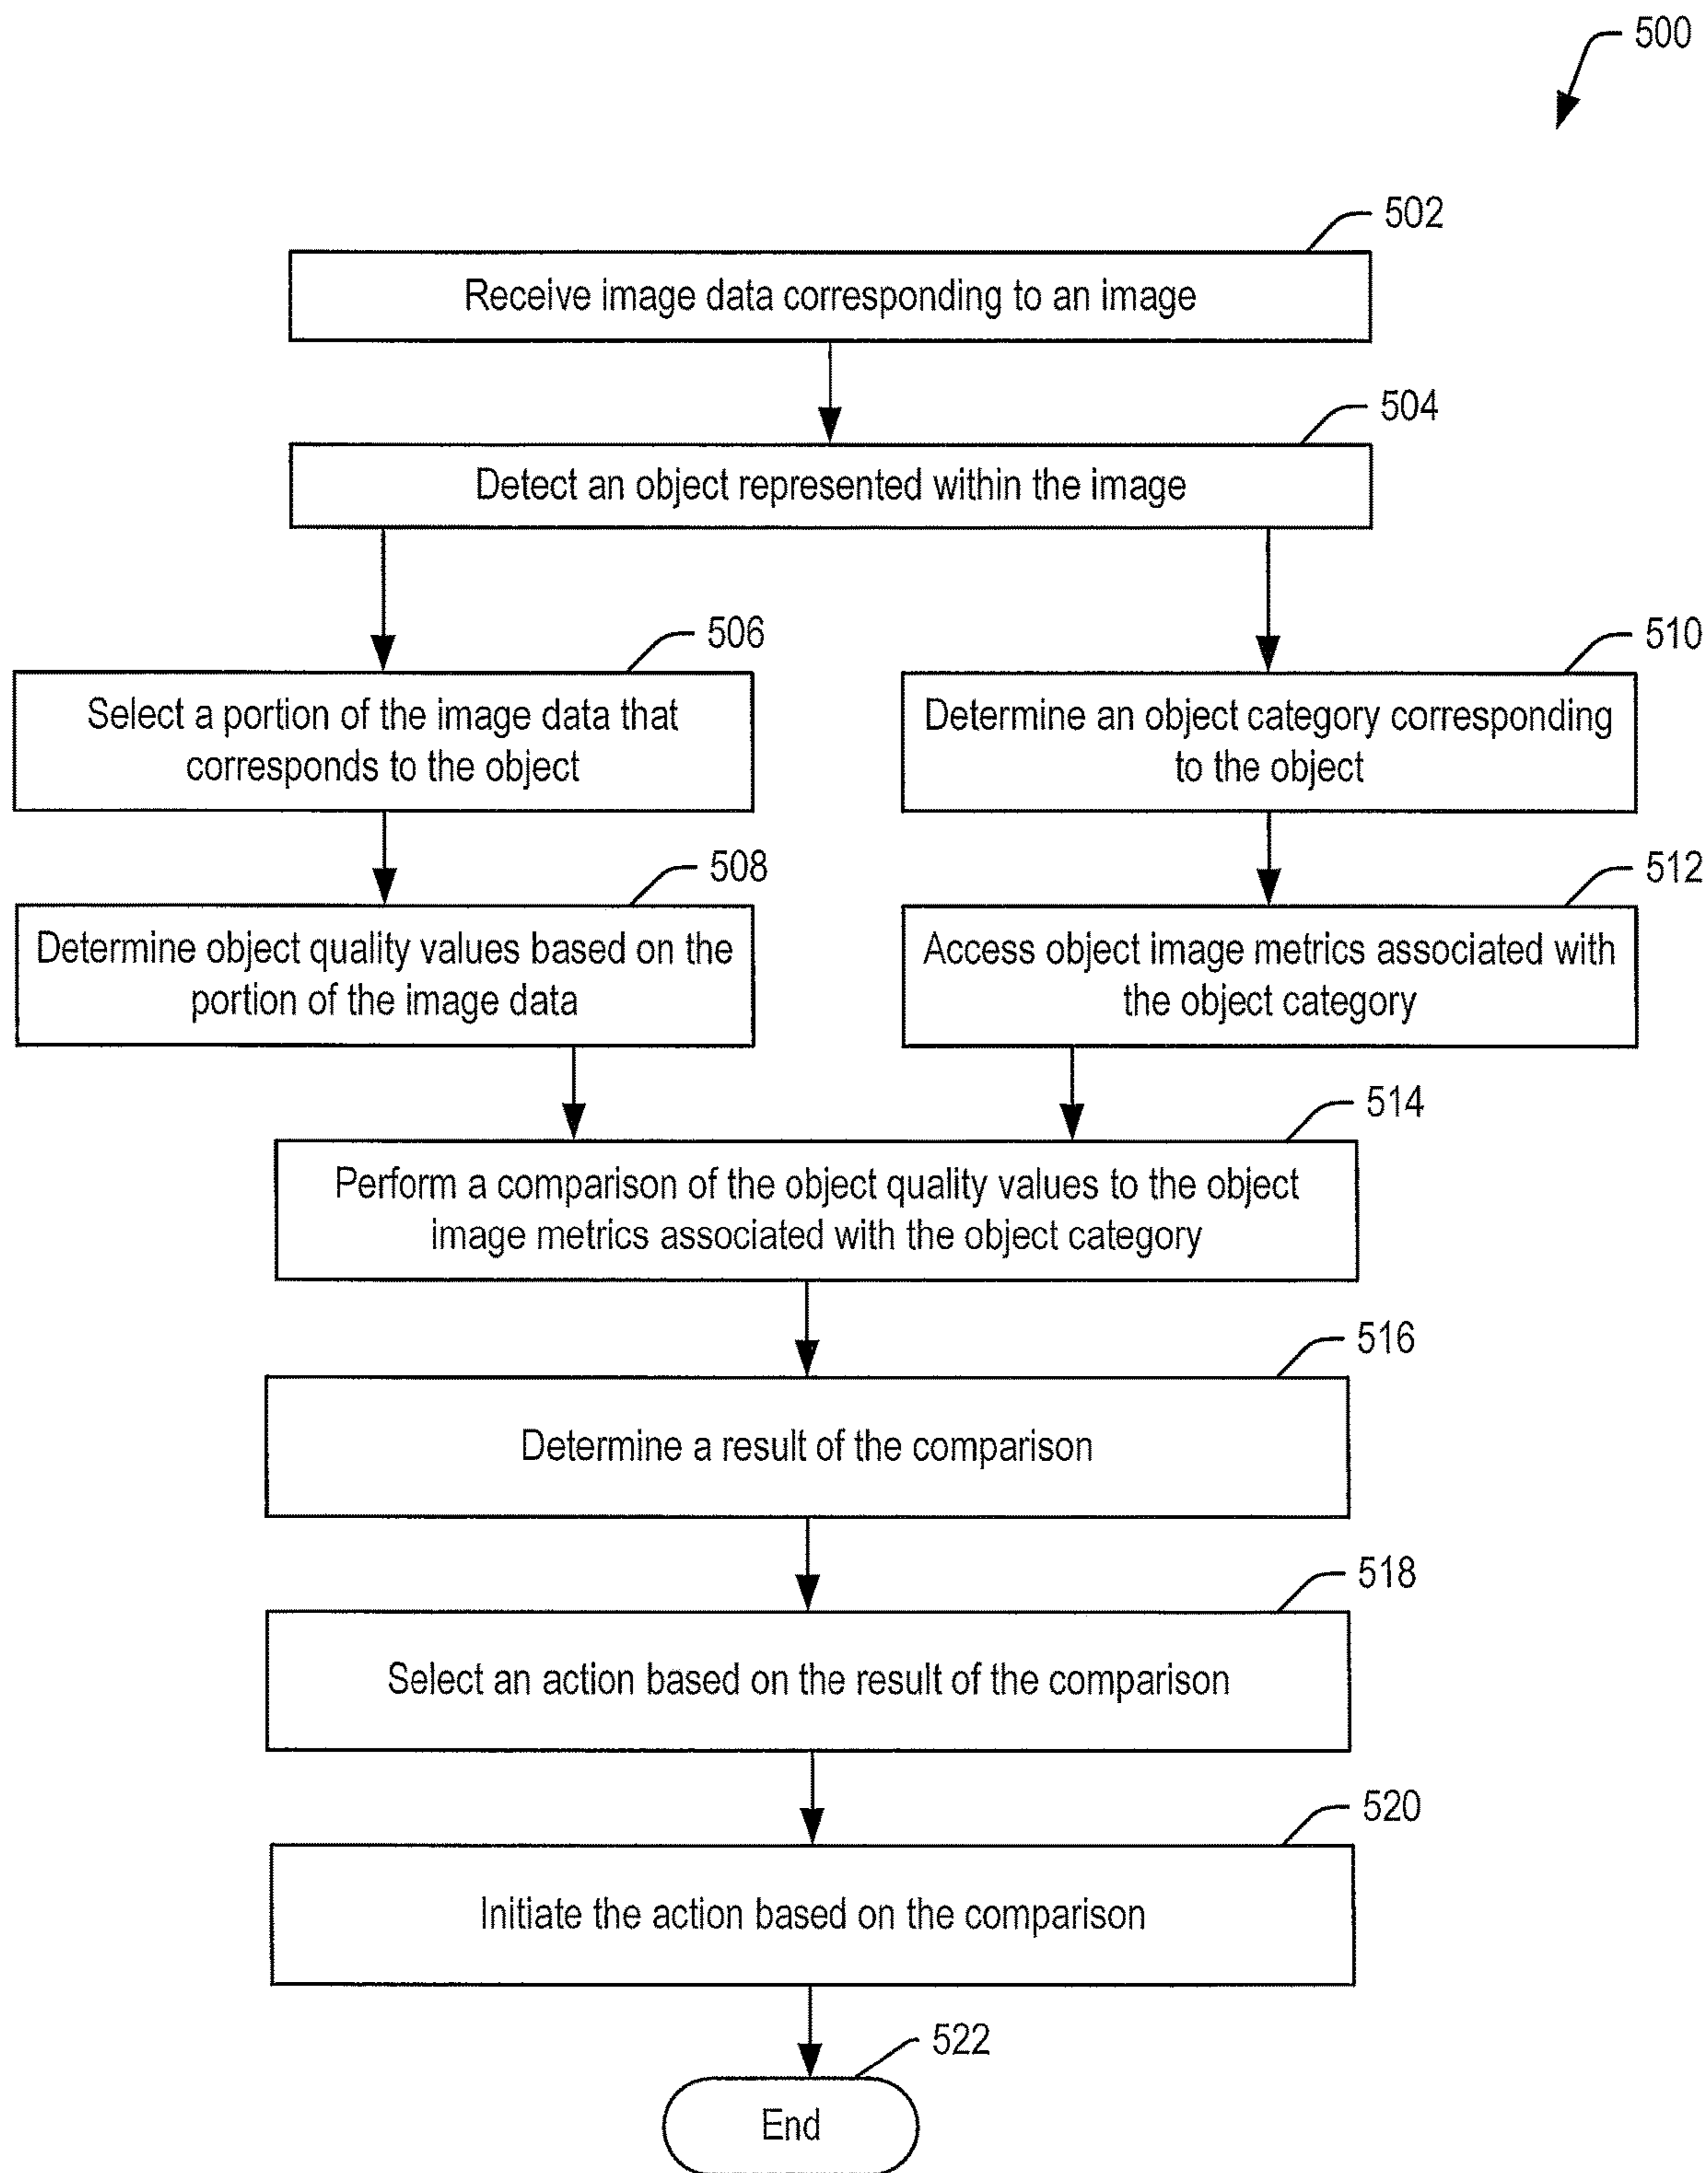 500
502
Receive image data corresponding to an image
504
Detect an object represented within the image
506
Select a portion of the image data that
corresponds to the object
510
Determine an object category corresponding
to the object
508
Determine object quality values based on the
portion of the image data
512
Access object image metrics associated with
the object category
514
Perform a comparison of the object quality values to the object
image metrics associated with the object category
516
Determine a result of the comparison
518
Select an action based on the result of the comparison
520
Initiate the action based on the comparison
522
End